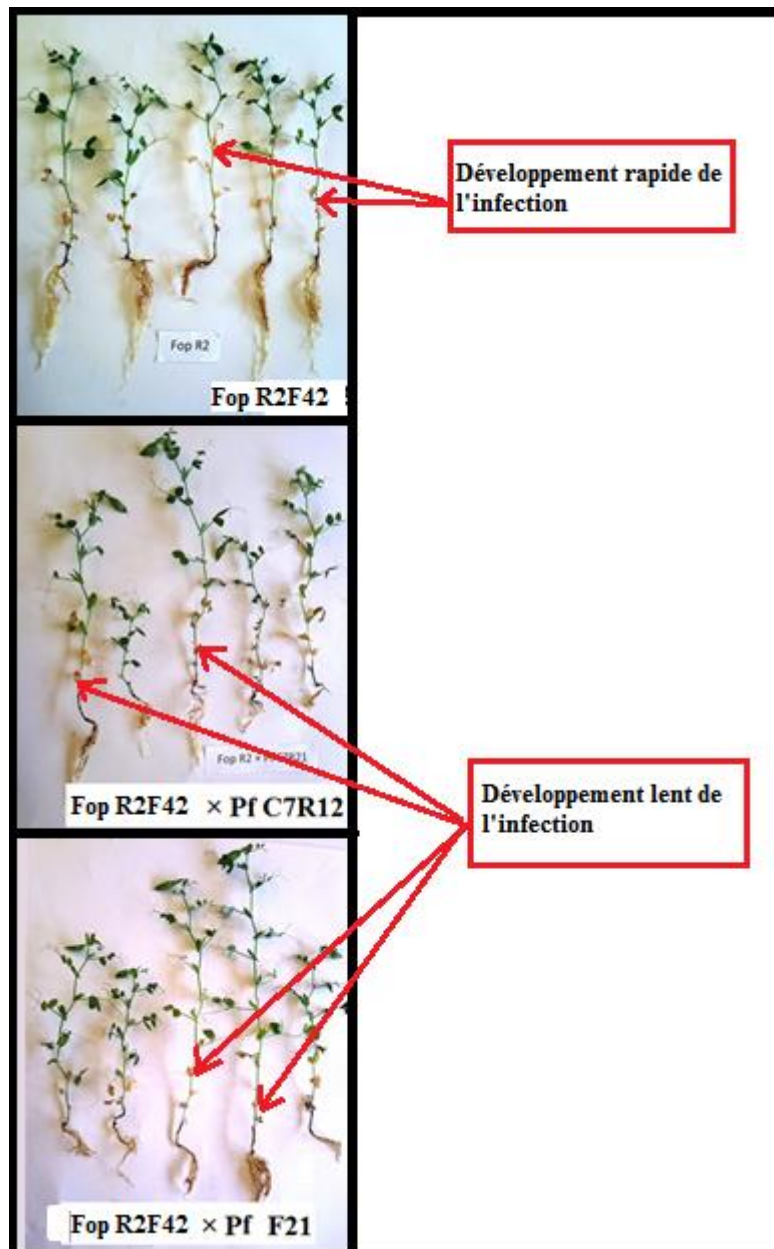 Développement rapide de
l'infection
Fop R2
Fop R2F42
Fop R2F42 × Pf C7R12
Développement lent de
l'infection
Fop R2F42 × Pf F21